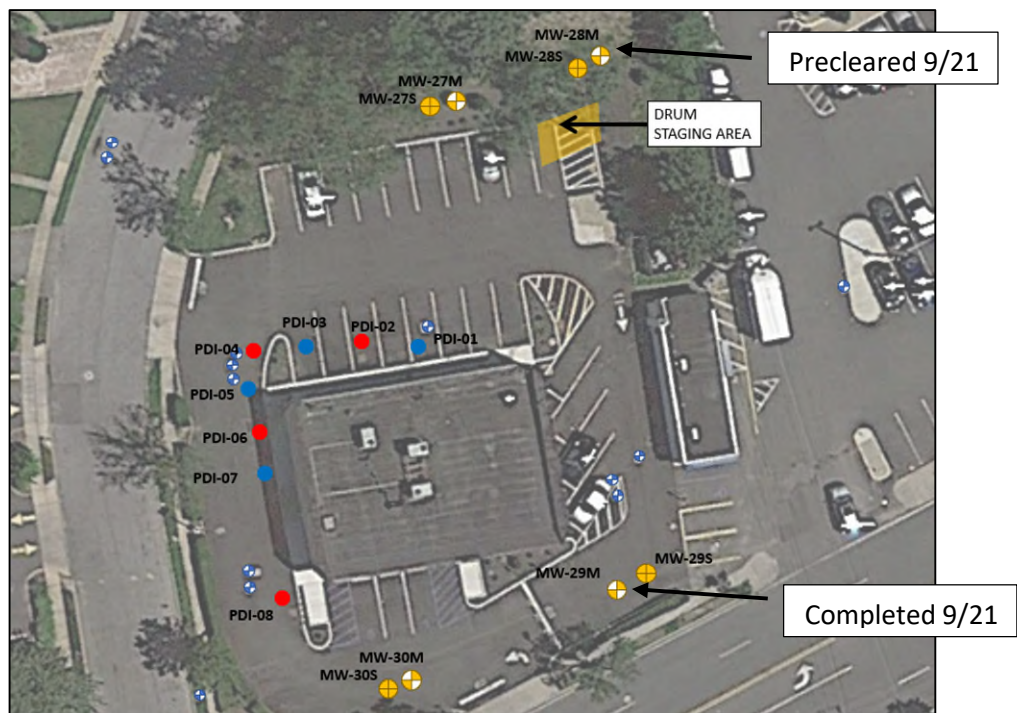 MW-28M
MW-28S
Precleared 9/21
MW-27M
MW-27S
DRUM
STAGING AREA
PDI-03
PDI-02
PDI-01
PDI-04
PDI-05
PDI-06
PDI-07
MW-29S
MW-29M
PDI-08
Completed 9/21
MW-30M
MW-30S